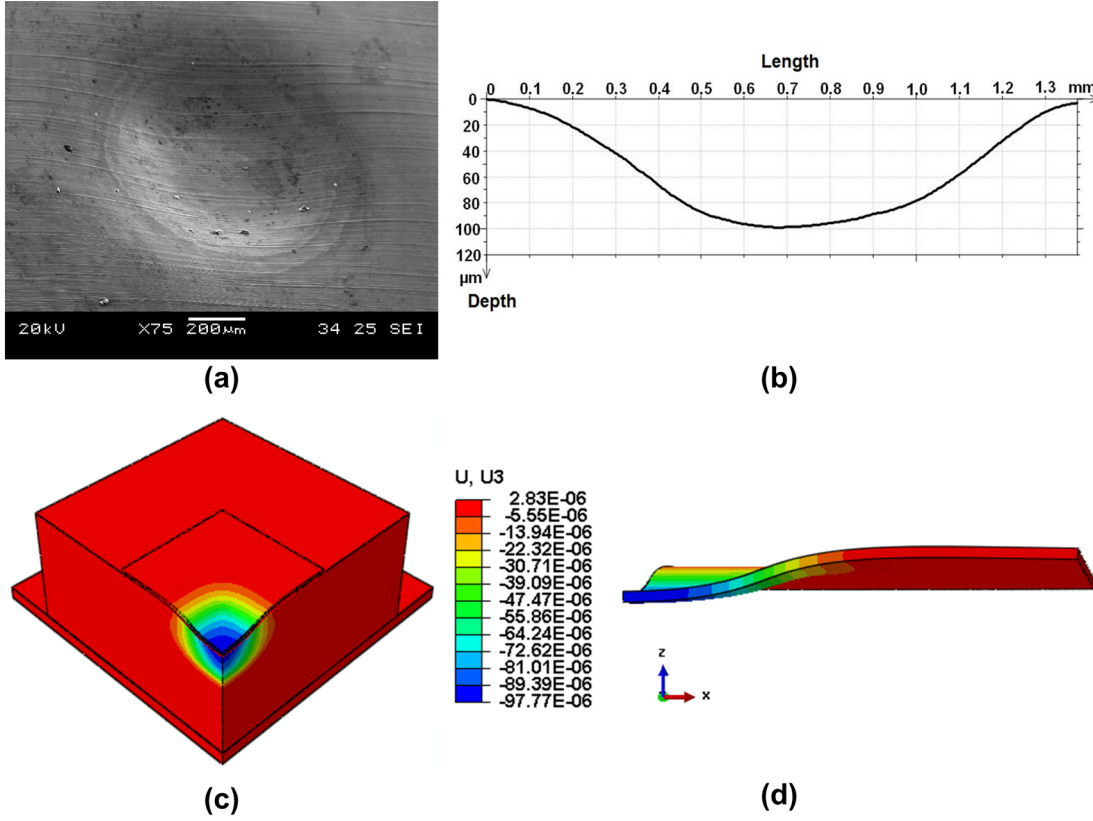 20kV X75 200µm 34 25 SEI
(a)
Length
0 0.1 0.2 0.3 0.4 0.5 0.6 0.7 0.8 0.9 1.0 1.1 1.2 1.3 mm
0
20
40
60
80
100
120
µm
Depth
(b)
(c)
U, U3
2.83E-06
-5.55E-06
-13.94E-06
-22.32E-06
-30.71E-06
-39.09E-06
-47.47E-06
-55.86E-06
-64.24E-06
-72.62E-06
-81.01E-06
-89.39E-06
-97.77E-06
z
x
(d)